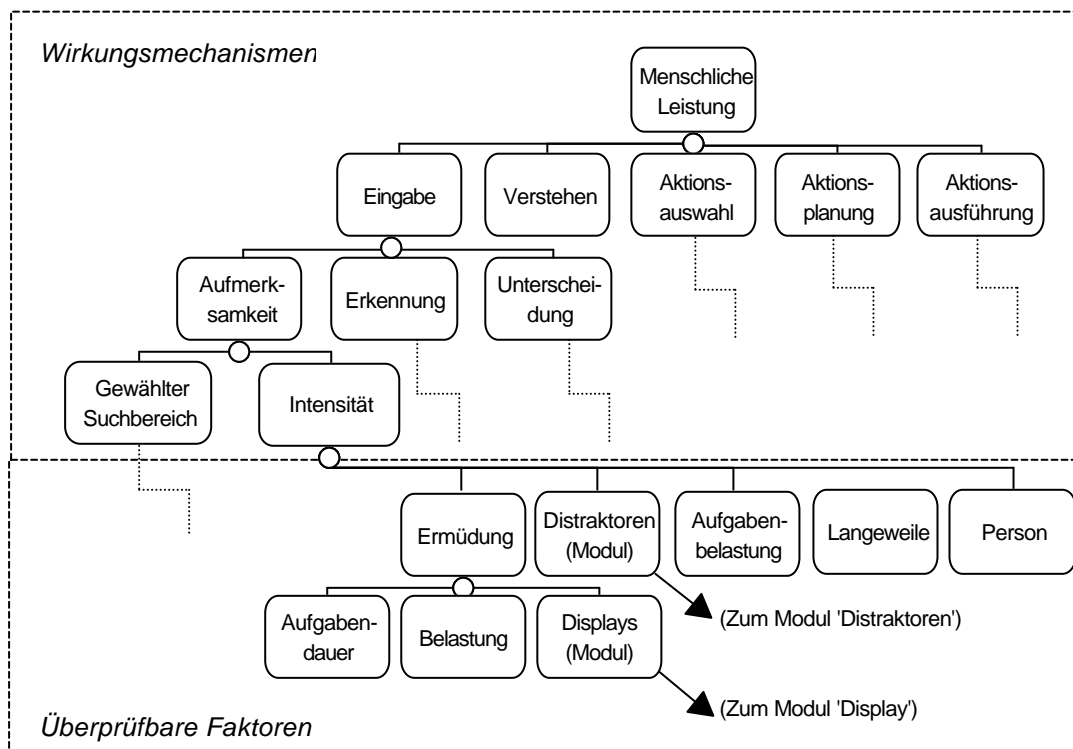 Wirkungsmechanismen
Menschliche
Leistung
Eingabe
Verstehen
Aktions-
auswahl
Aktions-
planung
Aktions-
ausführung
Aufmerk-
samkeit
Erkennung
Unterschei-
dung
Gewählter
Suchbereich
Intensität
Ermüdung
Distraktoren
(Modul)
Aufgaben-
belastung
Langeweile
Person
Aufgaben-
dauer
Belastung
Displays
(Modul)
(Zum Modul 'Distraktoren')
(Zum Modul 'Display')
Überprüfbare Faktoren